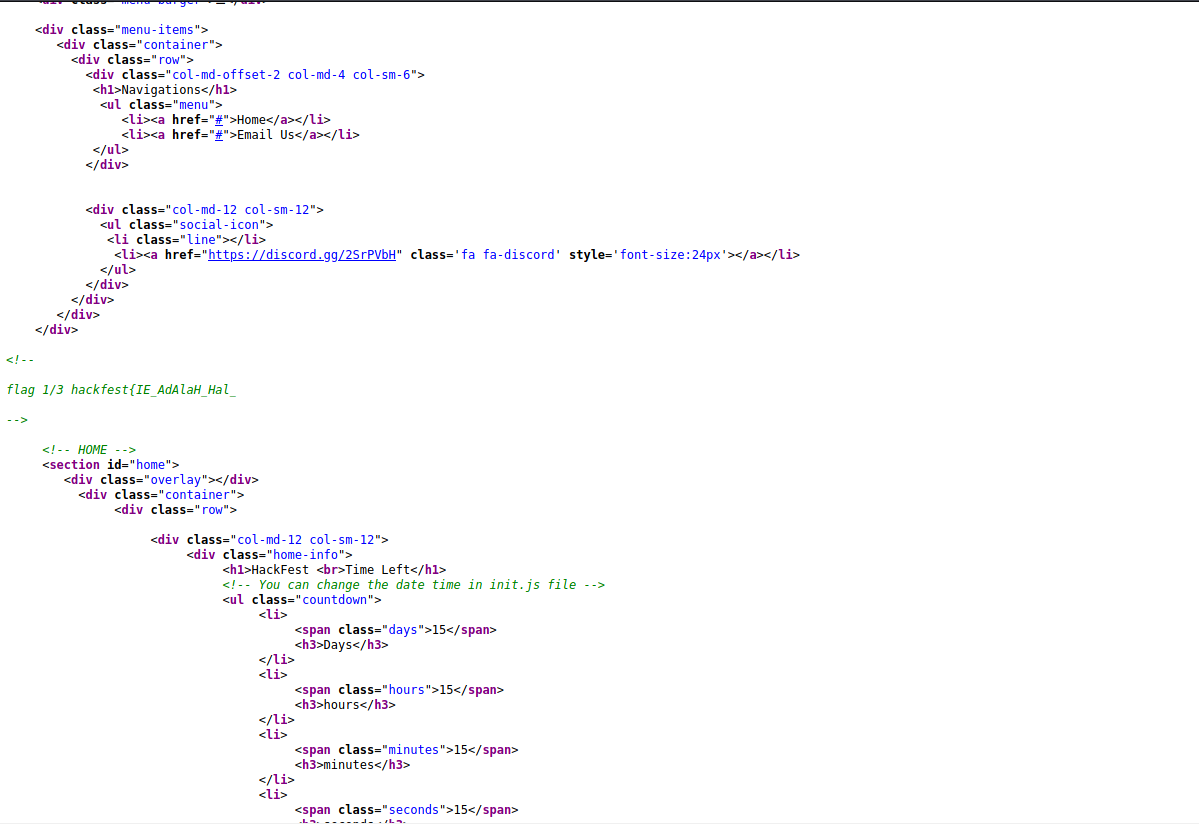 <div class="menu-burger">☰</div>
<div class="menu-items">
<div class="container">
<div class="row">
<div class="col-md-offset-2 col-md-4 col-sm-6">
<h1>Navigations</h1>
<ul class="menu">
<li><a href="#">Home</a></li>
<li><a href="#">Email Us</a></li>
</ul>
</div>
<div class="col-md-12 col-sm-12">
<ul class="social-icon">
<li class="line"></li>
<li><a href="https://discord.gg/2SrPVbH" class='fa fa-discord' style='font-size:24px'></a></li>
</ul>
</div>
</div>
</div>
</div>
<!--
flag 1/3 hackfest{IE_AdAlaH_Hal_
-->
<!-- HOME -->
<section id="home">
<div class="overlay"></div>
<div class="container">
<div class="row">
<div class="col-md-12 col-sm-12">
<div class="home-info">
<h1>HackFest <br>Time Left</h1>
<!-- You can change the date time in init.js file -->
<ul class="countdown">
<li>
<span class="days">15</span>
<h3>Days</h3>
</li>
<li>
<span class="hours">15</span>
<h3>hours</h3>
</li>
<li>
<span class="minutes">15</span>
<h3>minutes</h3>
</li>
<li>
<span class="seconds">15</span>
<h3>seconds</h3>